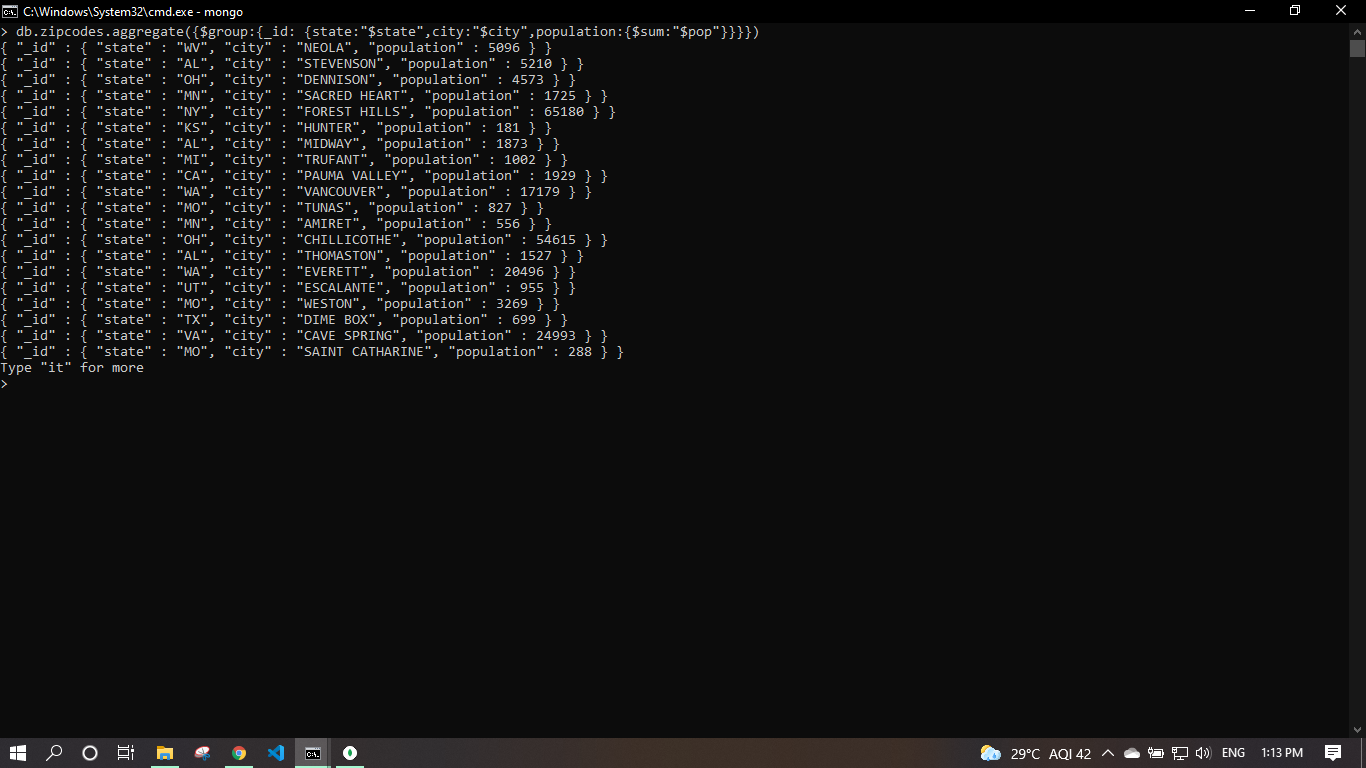 C:\Windows\System32\cmd.exe - mongo
> db.zipcodes.aggregate({$group:{_id: {state:"$state",city:"$city",population:{$sum:"$pop"}}}})
{ "_id" : { "state" : "WV", "city" : "NEOLA", "population" : 5096 } }
{ "_id" : { "state" : "AL", "city" : "STEVENSON", "population" : 5210 } }
{ "_id" : { "state" : "OH", "city" : "DENNISON", "population" : 4573 } }
{ "_id" : { "state" : "MN", "city" : "SACRED HEART", "population" : 1725 } }
{ "_id" : { "state" : "NY", "city" : "FOREST HILLS", "population" : 65180 } }
{ "_id" : { "state" : "KS", "city" : "HUNTER", "population" : 181 } }
{ "_id" : { "state" : "AL", "city" : "MIDWAY", "population" : 1873 } }
{ "_id" : { "state" : "MI", "city" : "TRUFANT", "population" : 1002 } }
{ "_id" : { "state" : "CA", "city" : "PAUMA VALLEY", "population" : 1929 } }
{ "_id" : { "state" : "WA", "city" : "VANCOUVER", "population" : 17179 } }
{ "_id" : { "state" : "MO", "city" : "TUNAS", "population" : 827 } }
{ "_id" : { "state" : "MN", "city" : "AMIRET", "population" : 556 } }
{ "_id" : { "state" : "OH", "city" : "CHILLICOTHE", "population" : 54615 } }
{ "_id" : { "state" : "AL", "city" : "THOMASTON", "population" : 1527 } }
{ "_id" : { "state" : "WA", "city" : "EVERETT", "population" : 20496 } }
{ "_id" : { "state" : "UT", "city" : "ESCALANTE", "population" : 955 } }
{ "_id" : { "state" : "MO", "city" : "WESTON", "population" : 3269 } }
{ "_id" : { "state" : "TX", "city" : "DIME BOX", "population" : 699 } }
{ "_id" : { "state" : "VA", "city" : "CAVE SPRING", "population" : 24993 } }
{ "_id" : { "state" : "MO", "city" : "SAINT CATHARINE", "population" : 288 } }
Type "it" for more
>
29°C AQI 42 ENG 1:13 PM